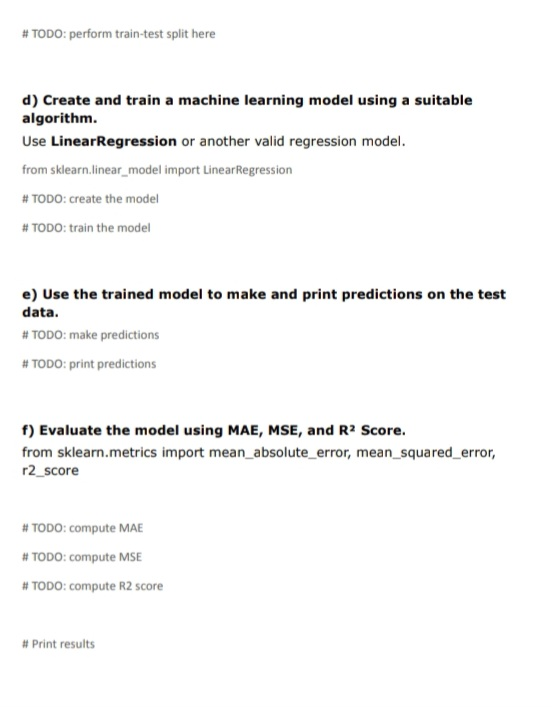 # TODO: perform train-test split here
d) Create and train a machine learning model using a suitable
algorithm.
Use LinearRegression or another valid regression model.
from sklearn.linear_model import LinearRegression
# TODO: create the model
# TODO: train the model
e) Use the trained model to make and print predictions on the test
data.
# TODO: make predictions
# TODO: print predictions
f) Evaluate the model using MAE, MSE, and R² Score.
from sklearn.metrics import mean_absolute_error, mean_squared_error,
r2_score
# TODO: compute MAE
# TODO: compute MSE
# TODO: compute R2 score
# Print results